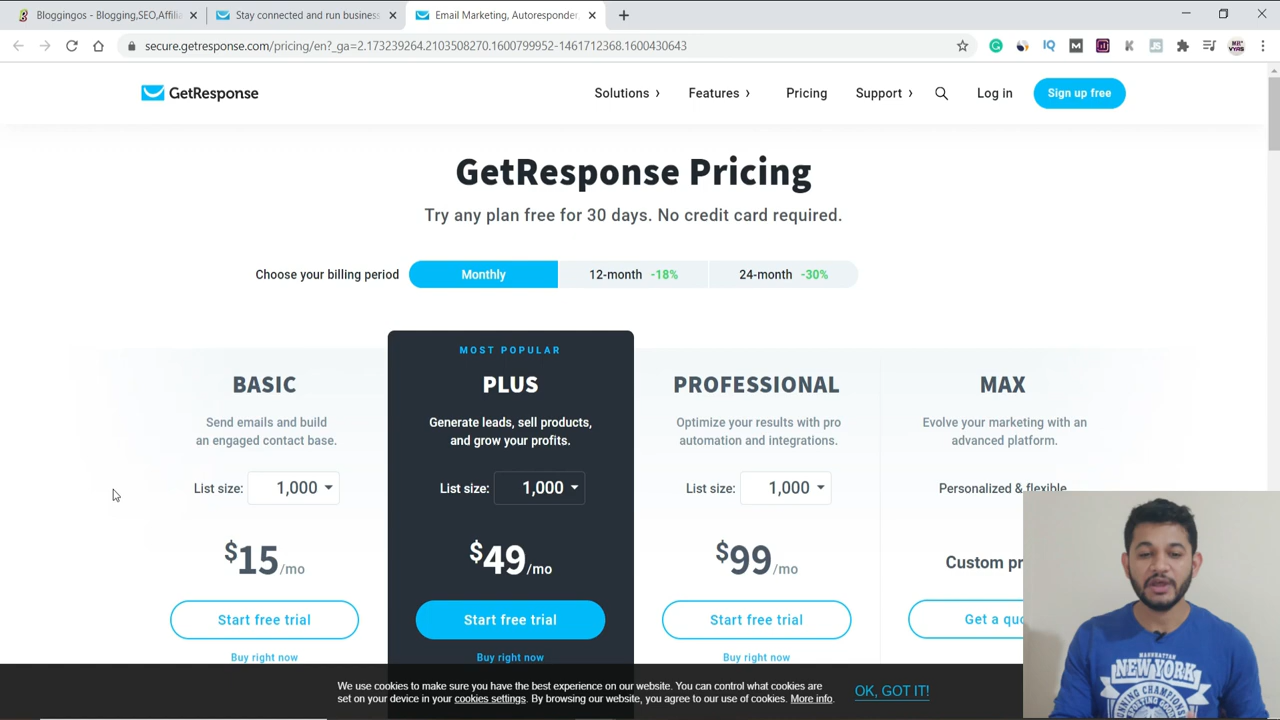 Bloggingos - Blogging,SEO,Affilia
Stay connected and run business
Email Marketing, Autoresponder,
secure.getresponse.com/pricing/en?_ga=2.173239264.2103508270.1600799952-1461712368.1600430643
GetResponse
Solutions
Features
Pricing
Support
Log in
Sign up free
GetResponse Pricing
Try any plan free for 30 days. No credit card required.
Choose your billing period
Monthly
12-month -18%
24-month -30%
BASIC
Send emails and build
an engaged contact base.
List size: 1,000
$15/mo
Start free trial
Buy right now
MOST POPULAR
PLUS
Generate leads, sell products,
and grow your profits.
List size: 1,000
$49/mo
Start free trial
Buy right now
PROFESSIONAL
Optimize your results with pro
automation and integrations.
List size: 1,000
$99/mo
Start free trial
Buy right now
MAX
Evolve your marketing with an
advanced platform.
Personalized & flexible
Custom pr
Get a quo
We use cookies to make sure you have the best experience on our website. You can control what cookies are
set on your device in your cookies settings. By browsing our website, you agree to our use of cookies. More info.
OK, GOT IT!
MANHATTAN
NEW YORK